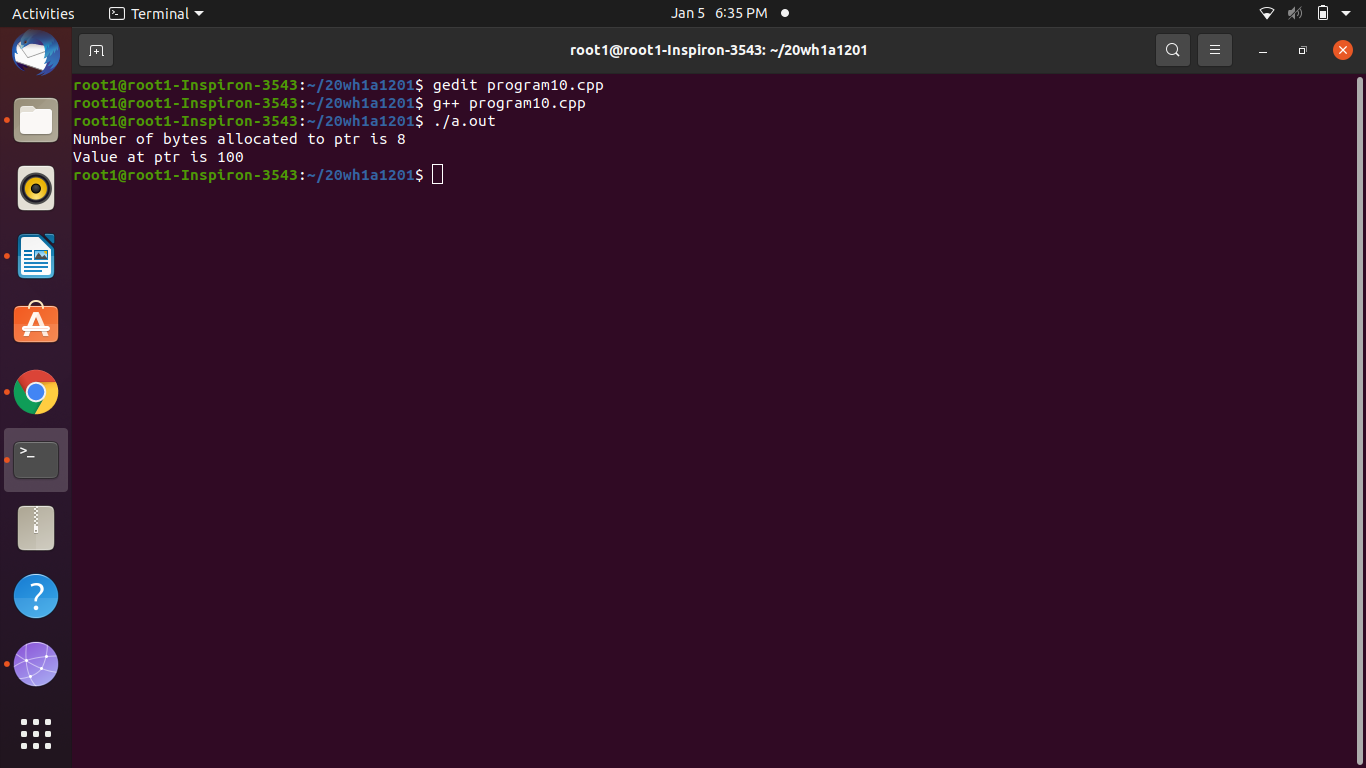 Activities Terminal Jan 5 6:35 PM
root1@root1-Inspiron-3543: ~/20wh1a1201
root1@root1-Inspiron-3543:~/20wh1a1201$ gedit program10.cpp
root1@root1-Inspiron-3543:~/20wh1a1201$ g++ program10.cpp
root1@root1-Inspiron-3543:~/20wh1a1201$ ./a.out
Number of bytes allocated to ptr is 8
Value at ptr is 100
root1@root1-Inspiron-3543:~/20wh1a1201$